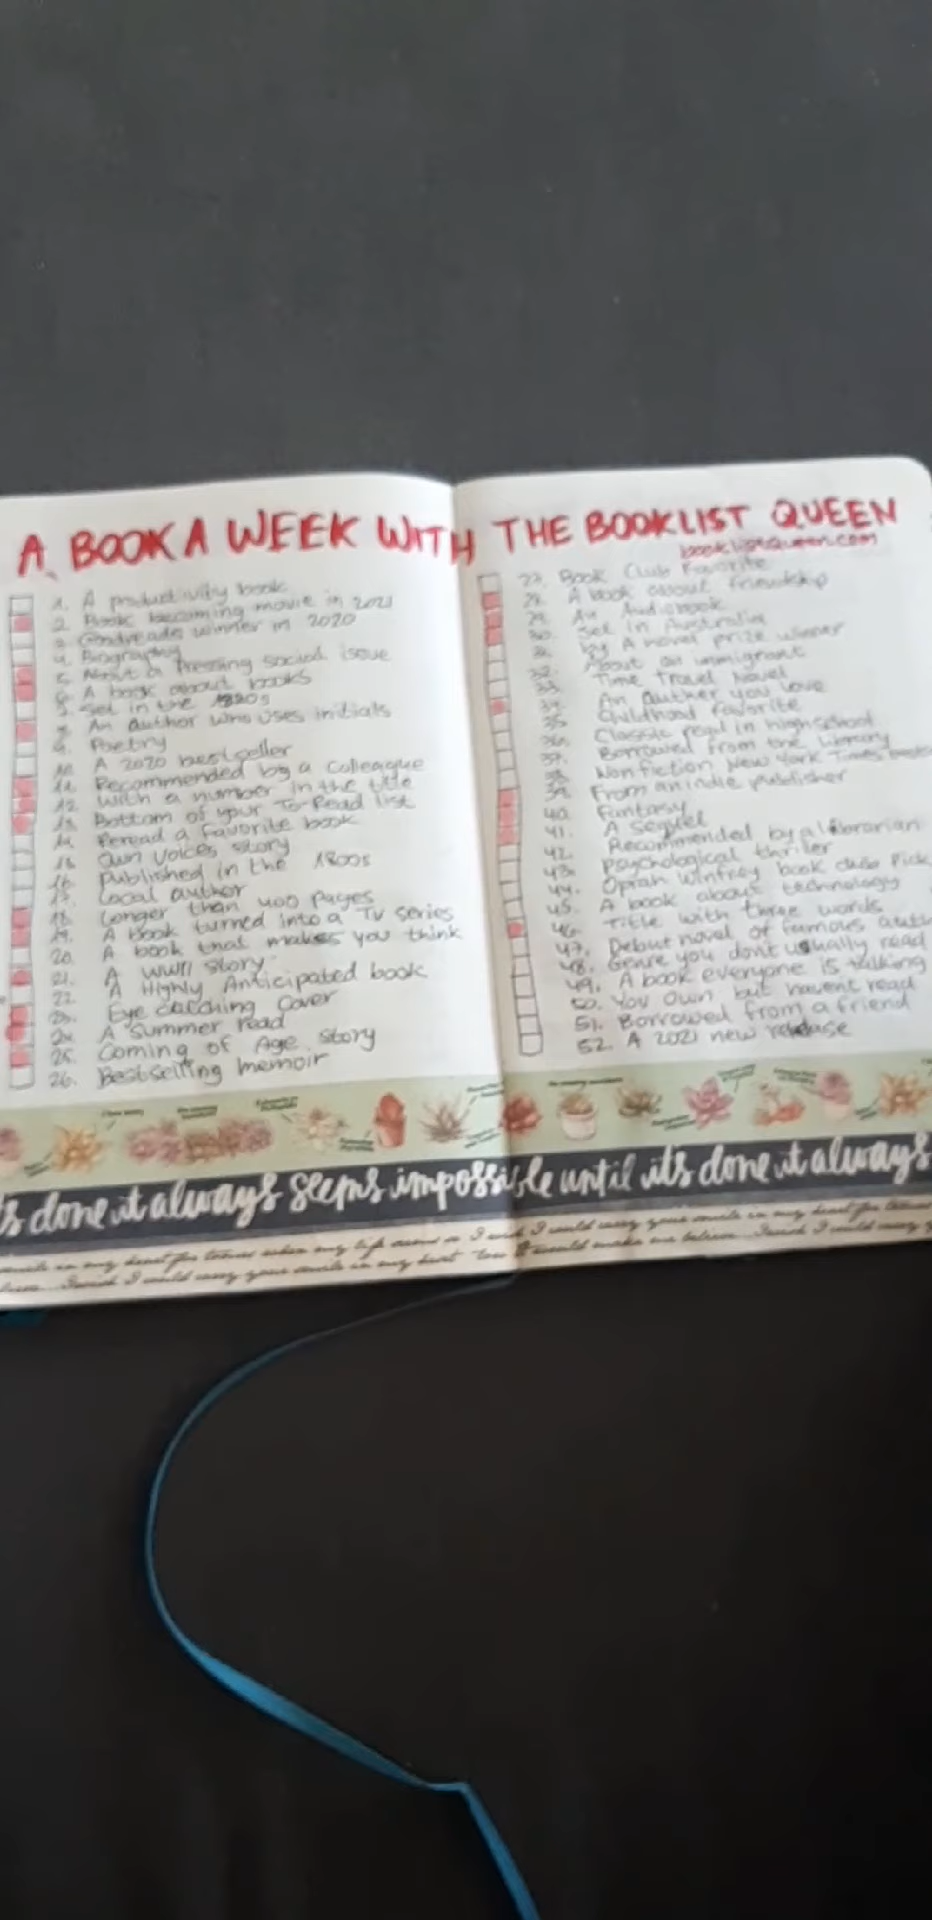 A BOOK A WEEK WITH THE BOOKLIST QUEEN
booklistqueen.com
1. A productivity book
2. Book becoming movie in 2021
3. Goodreads winner in 2020
4. Biography
5. About a Pressing social issue
6. A book about books
7. Set in the 1920s
8. An author who uses initials
9. Poetry
10. A 2020 bestseller
11. Recommended by a colleague
12. With a number in the title
13. Bottom of your To-Read list
14. Reread a favorite book
15. Own voices story
16. Published in the 1800s
17. Local author
18. Longer than 400 Pages
19. A book turned into a TV series
20. A book that makes you think
21. A WWII story
22. A Highly Anticipated book
23. Eye catching Cover
24. A Summer read
25. Coming of Age story
26. Bestselling memoir
27. Book Club Favorite
28. A book about friendship
29. An Audiobook
30. Set in Australia
31. by A novel prize winner
32. About an immigrant
33. Time Travel Novel
34. An auther you love
35. Childhood favorite
36. Classic read in highschool
37. Borrowed from the Library
38. Nonfiction New York Times
39. From an indie publisher
40. Fantasy
41. A sequel
42. Recommended by a librarian
43. Psychological thriller
44. Oprah Winfrey book club Pick
45. A book about technology
46. Title with three words
47. Debut novel of famous
48. Genre you dont usually read
49. A book everyone is talking
50. You own but havent read
51. Borrowed from a friend
52. A 2021 new release
s done it always seems impossible until its done it always